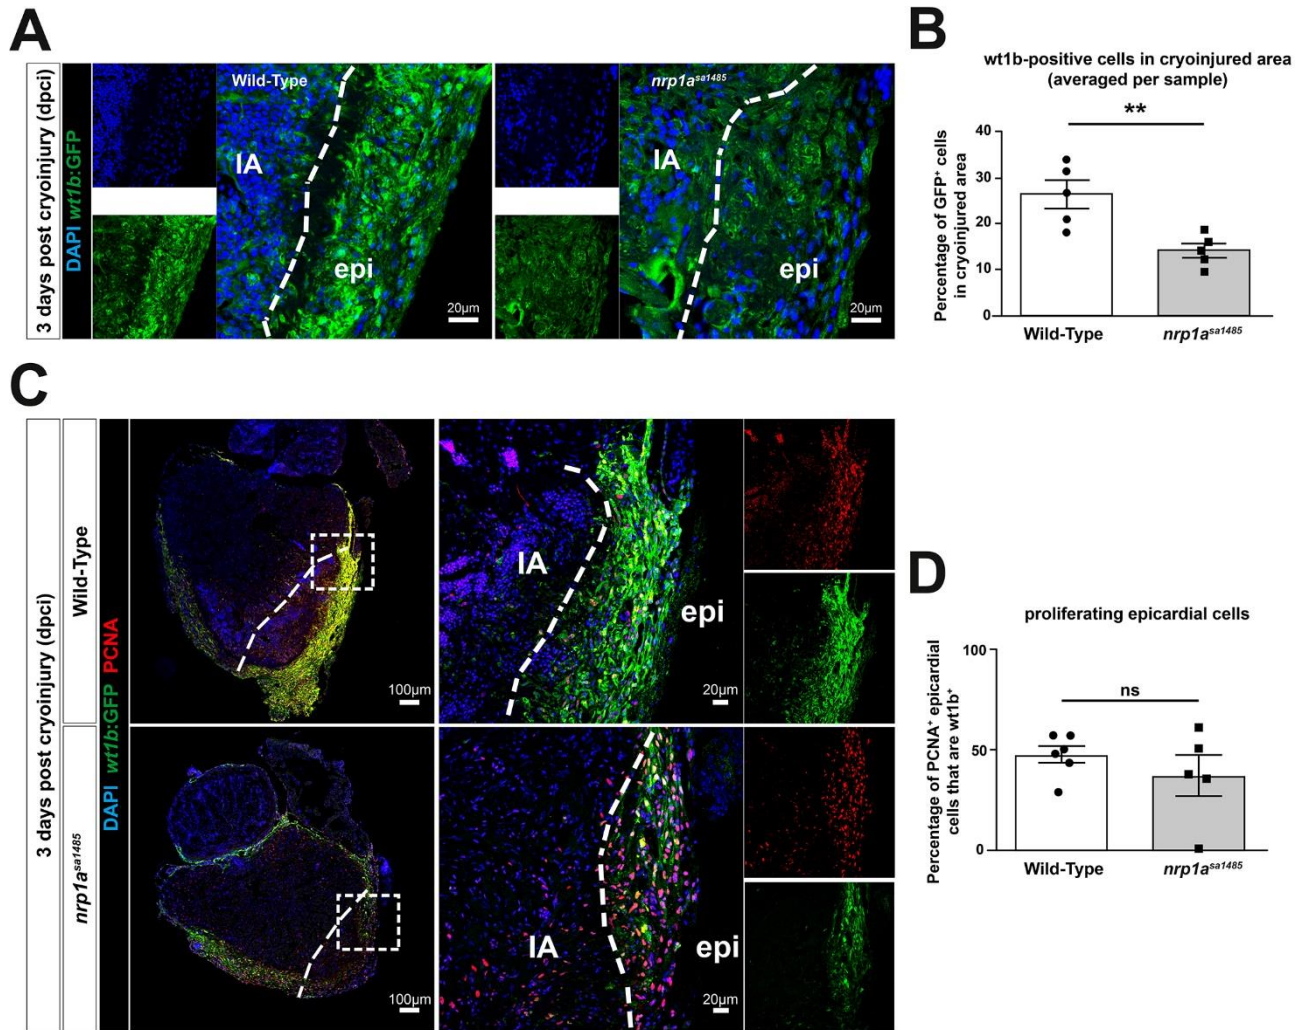 A
3 days post cryoinjury (dpci)
DAPI wt1b:GFP
Wild-Type
IA
epi
20µm
nrp1a^sa1485
IA
epi
20µm
B
wt1b-positive cells in cryoinjured area
(averaged per sample)
**
Percentage of GFP⁺ cells
in cryoinjured area
40
30
20
10
0
Wild-Type
nrp1a^sa1485
C
3 days post cryoinjury (dpci)
Wild-Type
nrp1a^sa1485
DAPI wt1b:GFP PCNA
100µm
IA
epi
20µm
100µm
IA
epi
20µm
D
proliferating epicardial cells
ns
Percentage of PCNA⁺ epicardial
cells that are wt1b⁺
100
50
0
Wild-Type
nrp1a^sa1485